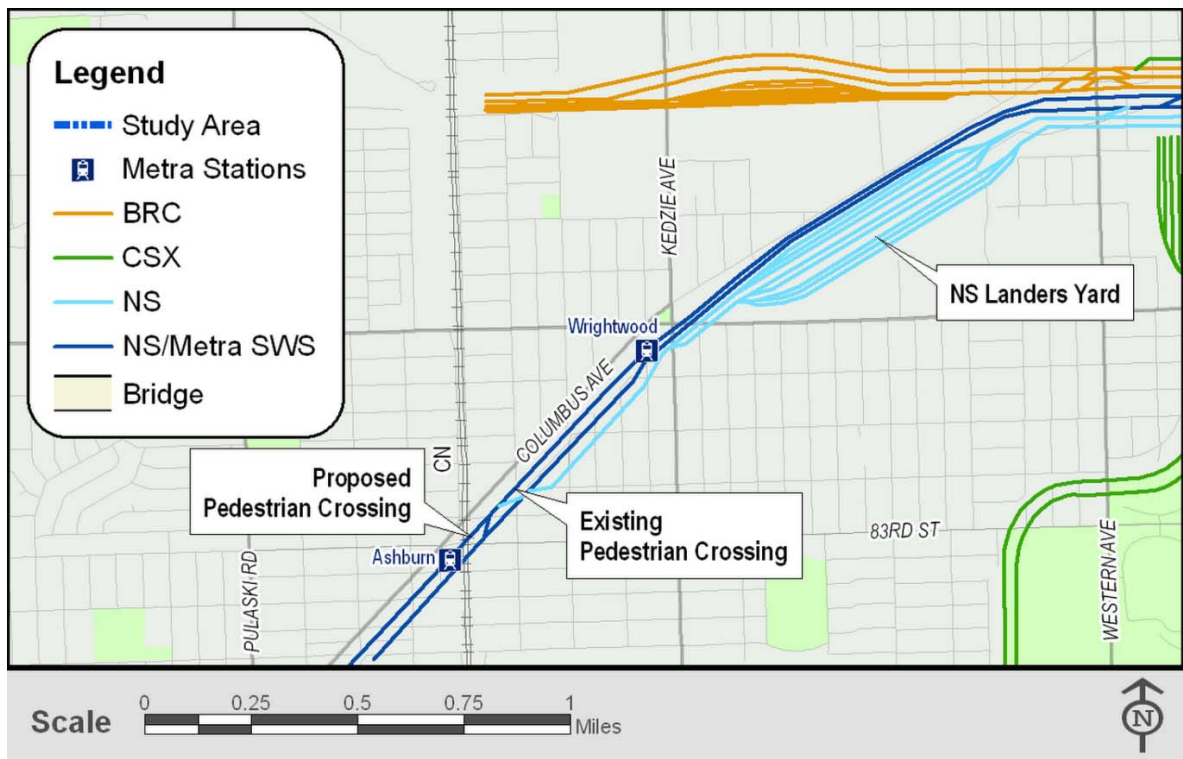 Legend
Study Area
Metra Stations
BRC
CSX
NS
NS/Metra SWS
Bridge
KEDZIE AVE
NS Landers Yard
Wrightwood
COLUMBUS AVE
CN
Proposed
Pedestrian Crossing
Existing
Pedestrian Crossing
83RD ST
Ashburn
PULASKI RD
WESTERN AVE
Scale
0 0.25 0.5 0.75 1
Miles
N